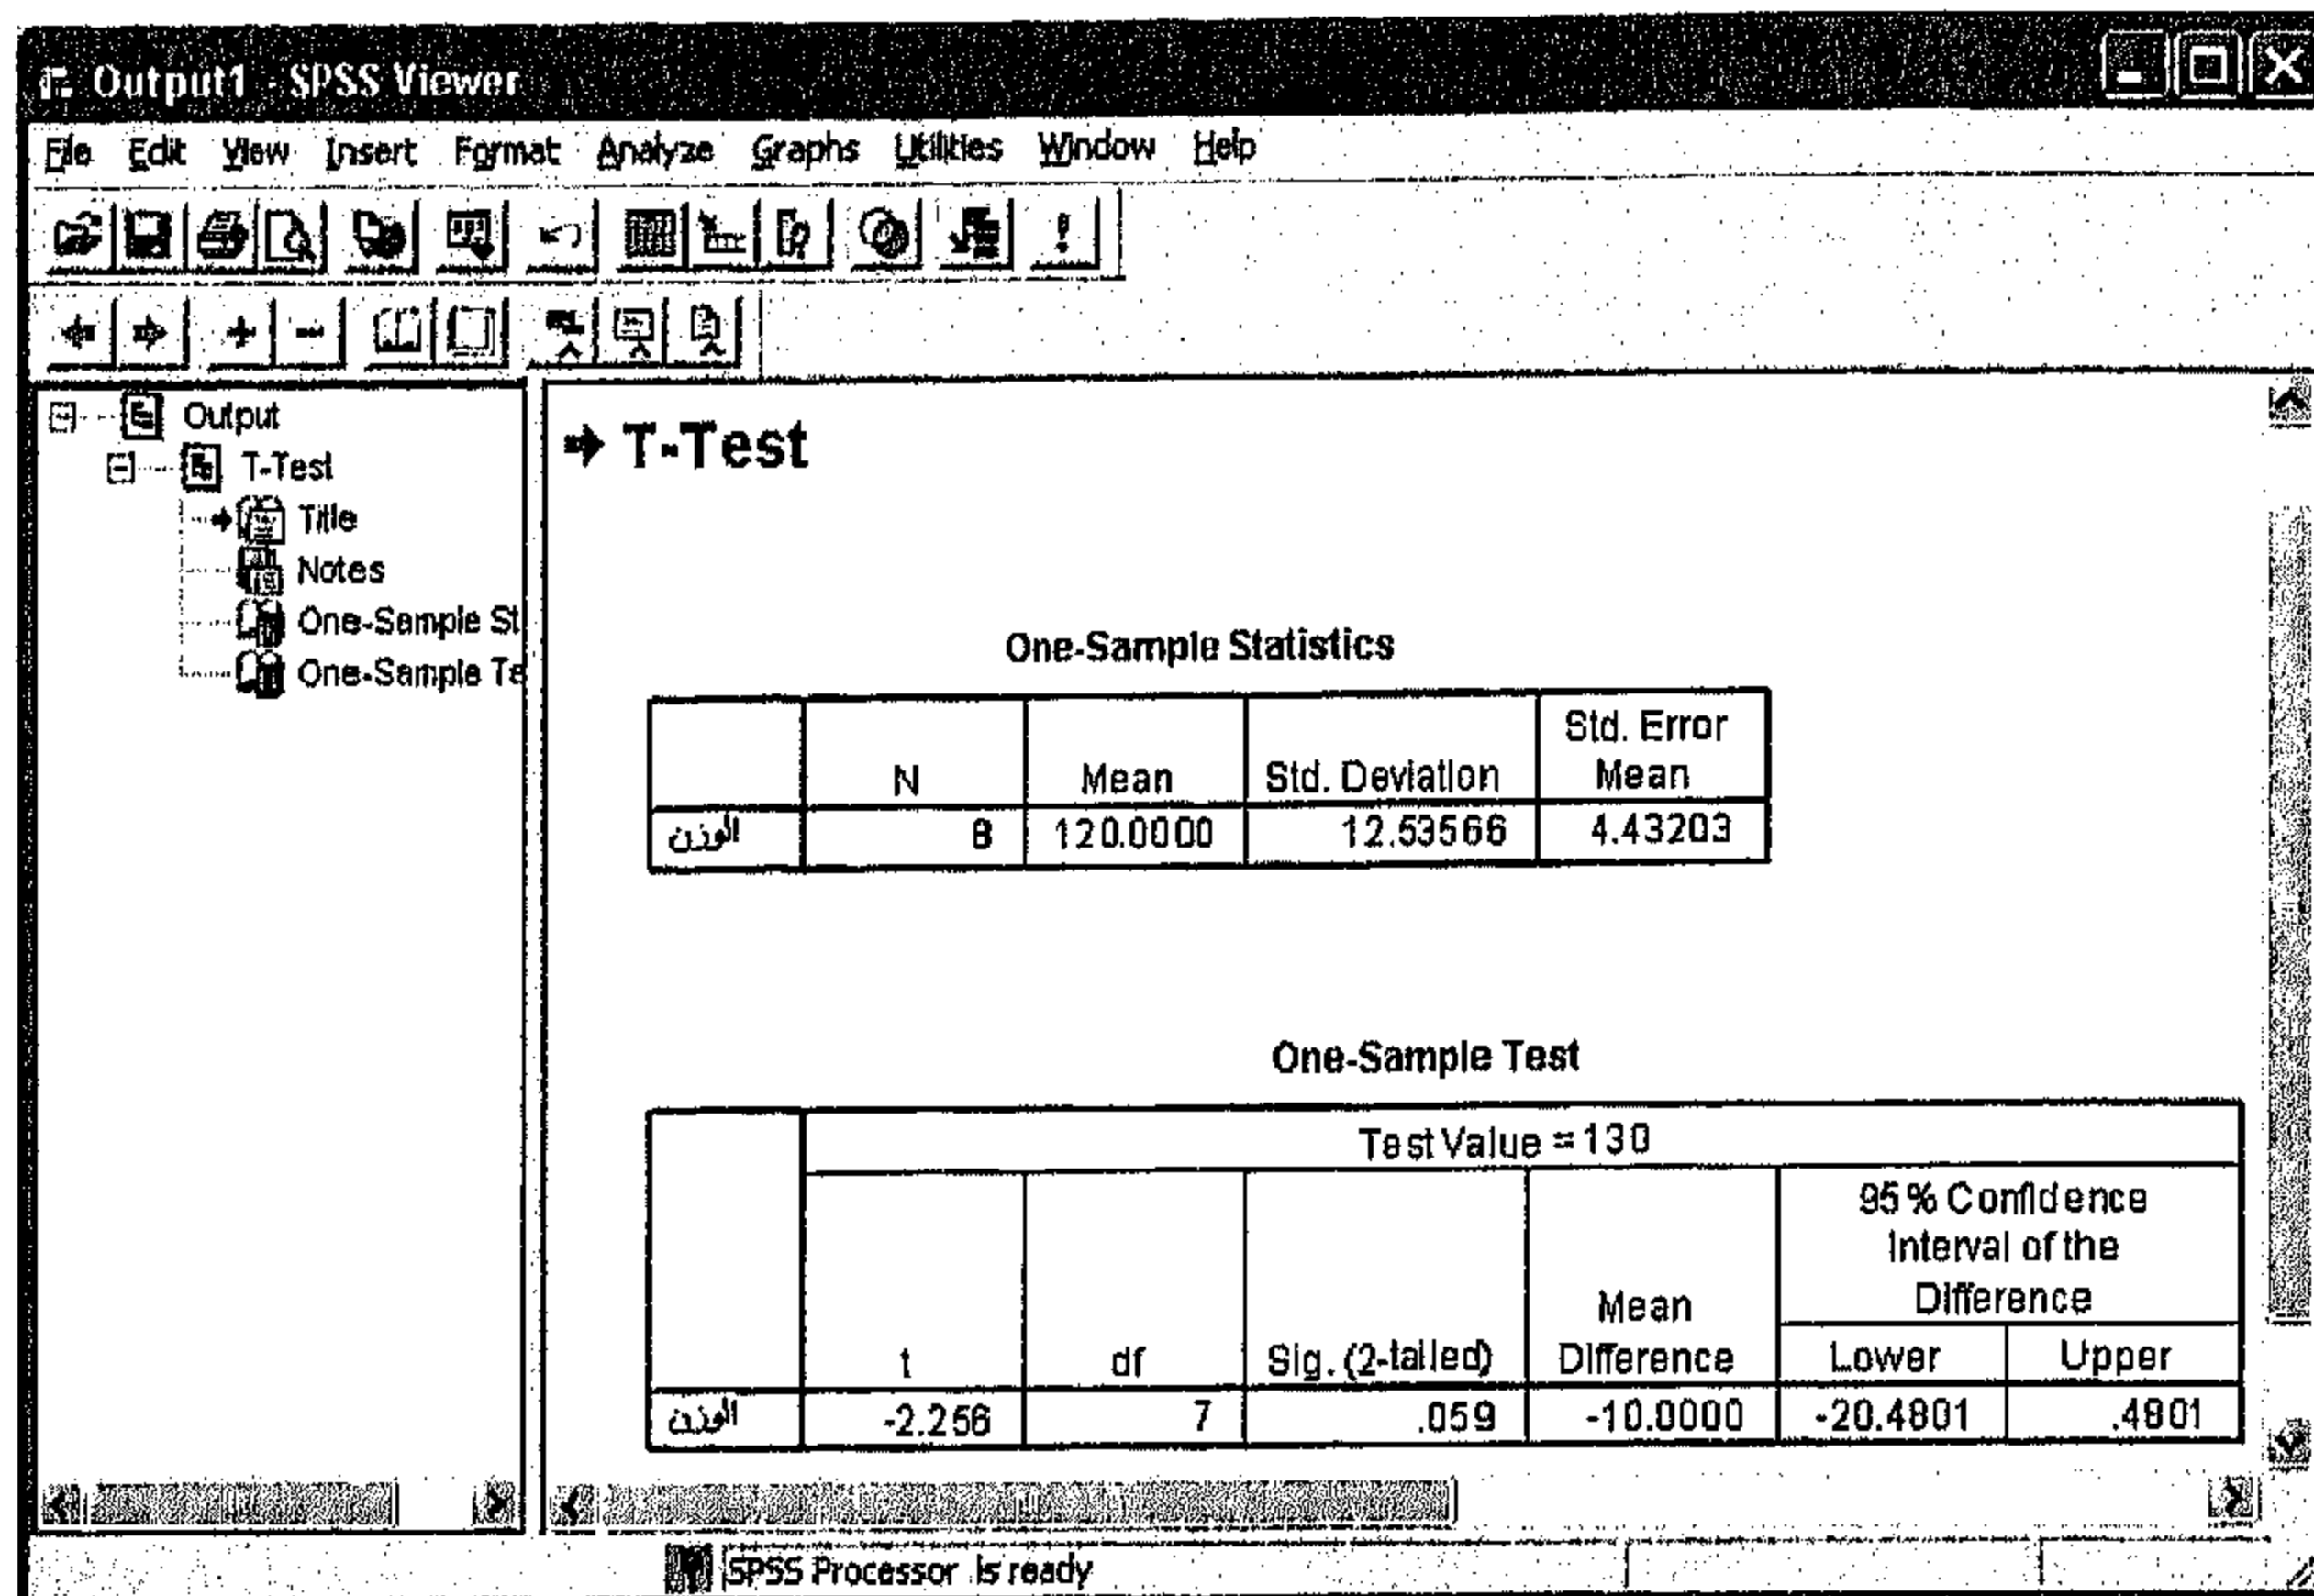 Output1 - SPSS Viewer
File Edit View Insert Format Analyze Graphs Utilities Window Help
Output
T-Test
Title
Notes
One-Sample St
One-Sample Te
T-Test
One-Sample Statistics
N Mean Std. Deviation Std. Error Mean
الوزن 8 120.0000 12.53566 4.43203
One-Sample Test
Test Value = 130
t df Sig. (2-tailed) Mean Difference 95% Confidence Interval of the Difference
Lower Upper
الوزن -2.256 7 .059 -10.0000 -20.4801 .4801
SPSS Processor is ready